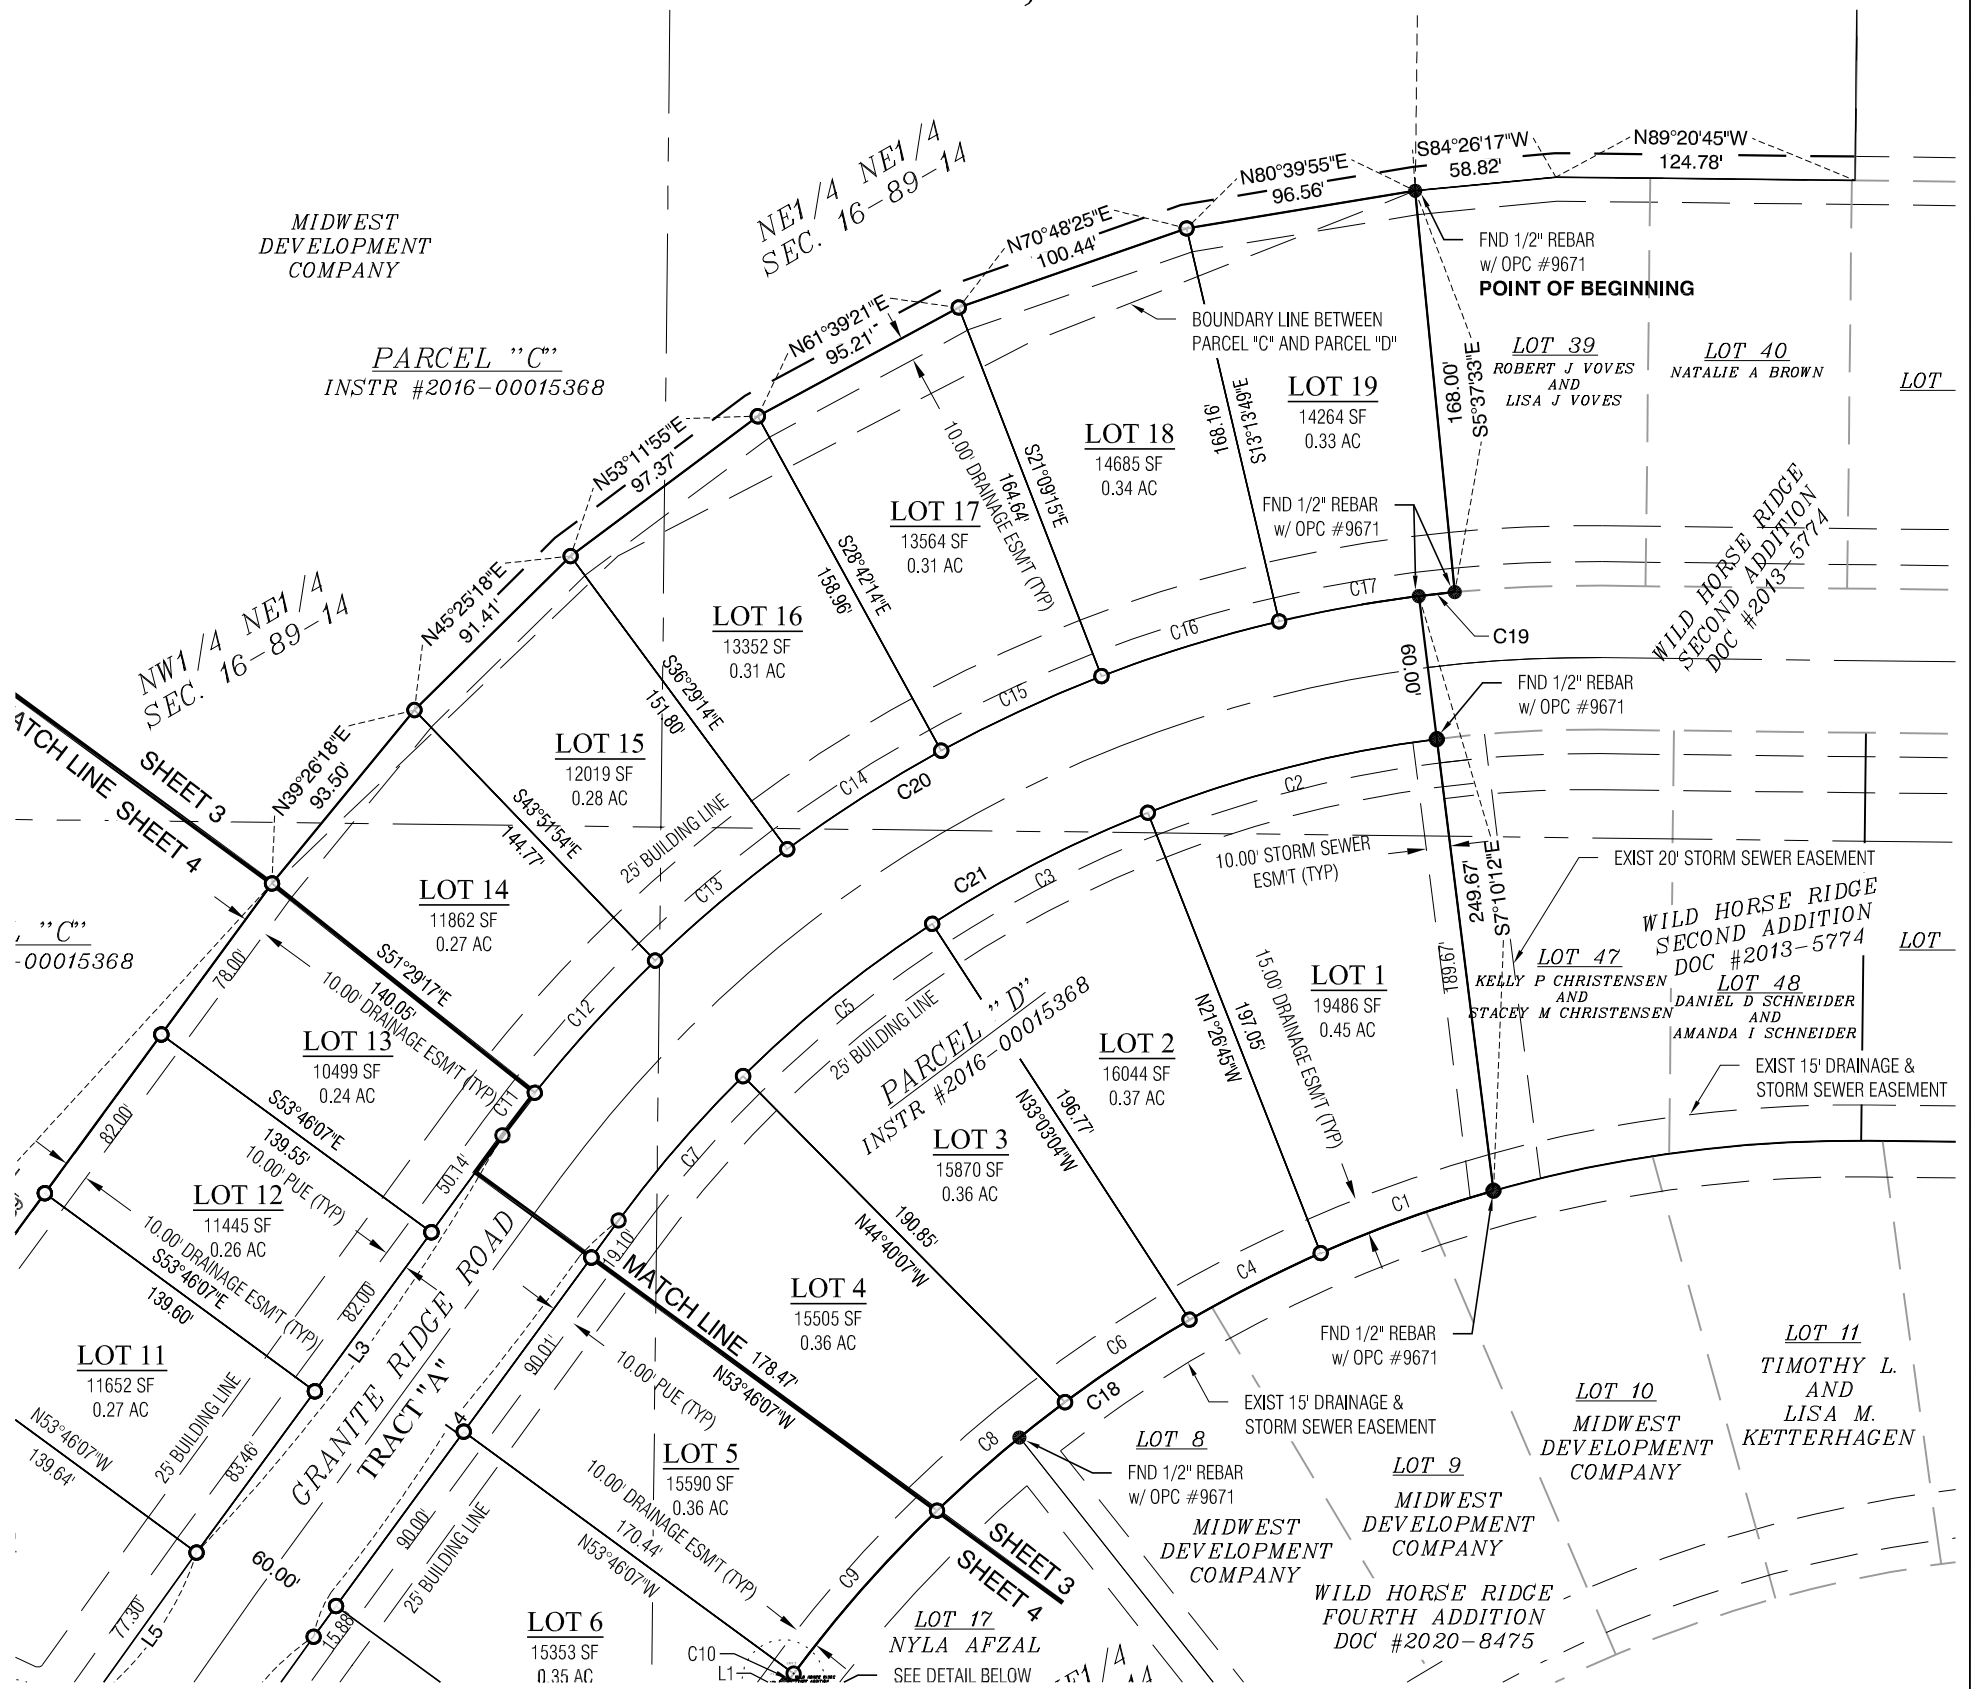 MIDWEST
DEVELOPMENT
COMPANY
PARCEL "C"
INSTR #2016-00015368
NE1/4 NE1/4
SEC. 16-89-14
NW1/4 NE1/4
SEC. 16-89-14
N89°20'45"W
124.78'
S84°26'17"W
58.82'
N80°39'55"E
96.56'
N70°48'25"E
100.44'
N61°39'21"E
95.21'
N53°11'55"E
97.37'
N45°25'18"E
91.41'
N39°26'18"E
93.50'
FND 1/2" REBAR
w/ OPC #9671
POINT OF BEGINNING
BOUNDARY LINE BETWEEN
PARCEL "C" AND PARCEL "D"
LOT 39
ROBERT J VOVES
AND
LISA J VOVES
LOT 40
NATALIE A BROWN
LOT
168.00'
S5°37'33"E
LOT 19
14264 SF
0.33 AC
S13°13'49"E
168.16'
LOT 18
14685 SF
0.34 AC
S21°09'15"E
164.64'
10.00' DRAINAGE ESM'T (TYP)
LOT 17
13564 SF
0.31 AC
S28°42'14"E
158.96'
LOT 16
13352 SF
0.31 AC
S36°29'14"E
151.80'
LOT 15
12019 SF
0.28 AC
S43°51'54"E
144.77'
LOT 14
11862 SF
0.27 AC
S51°29'17"E
140.05'
10.00' DRAINAGE ESM'T (TYP)
FND 1/2" REBAR
w/ OPC #9671
C17
C16
C15
C14
C20
C13
C12
C11
C19
60.00'
FND 1/2" REBAR
w/ OPC #9671
WILD HORSE RIDGE
SECOND ADDITION
DOC #2013-5774
SHEET 3
ATCH LINE SHEET 4
"C"
-00015368
25' BUILDING LINE
C2
C21
C3
C5
C7
10.00' STORM SEWER
ESM'T (TYP)
249.67'
S7°10'12"E
189.67'
EXIST 20' STORM SEWER EASEMENT
WILD HORSE RIDGE
SECOND ADDITION
DOC #2013-5774
LOT
LOT 47
KELLY P CHRISTENSEN
AND
STACEY M CHRISTENSEN
LOT 48
DANIEL D SCHNEIDER
AND
AMANDA I SCHNEIDER
EXIST 15' DRAINAGE &
STORM SEWER EASEMENT
LOT 1
19486 SF
0.45 AC
15.00' DRAINAGE ESM'T (TYP)
197.05'
N21°26'45"W
LOT 2
16044 SF
0.37 AC
196.77'
N33°03'04"W
PARCEL "D"
INSTR #2016-00015368
25' BUILDING LINE
LOT 3
15870 SF
0.36 AC
190.85'
N44°40'07"W
LOT 4
15505 SF
0.36 AC
MATCH LINE
178.47'
N53°46'07"W
SHEET 3
SHEET 4
78.00'
LOT 13
10499 SF
0.24 AC
82.00'
S53°46'07"E
139.55'
10.00' PUE (TYP)
50.14'
LOT 12
11445 SF
0.26 AC
10.00' DRAINAGE ESM'T (TYP)
S53°46'07"E
139.60'
82.00'
L3
LOT 11
11652 SF
0.27 AC
25' BUILDING LINE
N53°46'07"W
139.64'
83.46'
77.30'
L5
GRANITE RIDGE ROAD
TRACT "A"
60.00'
19.10'
90.01'
L4
90.00'
15.88'
25' BUILDING LINE
10.00' PUE (TYP)
LOT 5
15590 SF
0.36 AC
10.00' DRAINAGE ESM'T (TYP)
170.44'
N53°46'07"W
LOT 6
15353 SF
0.35 AC
C1
C4
C6
C18
C8
C9
C10
L1
FND 1/2" REBAR
w/ OPC #9671
EXIST 15' DRAINAGE &
STORM SEWER EASEMENT
LOT 8
FND 1/2" REBAR
w/ OPC #9671
MIDWEST
DEVELOPMENT
COMPANY
LOT 9
MIDWEST
DEVELOPMENT
COMPANY
LOT 10
MIDWEST
DEVELOPMENT
COMPANY
LOT 11
TIMOTHY L.
AND
LISA M.
KETTERHAGEN
WILD HORSE RIDGE
FOURTH ADDITION
DOC #2020-8475
LOT 17
NYLA AFZAL
SEE DETAIL BELOW